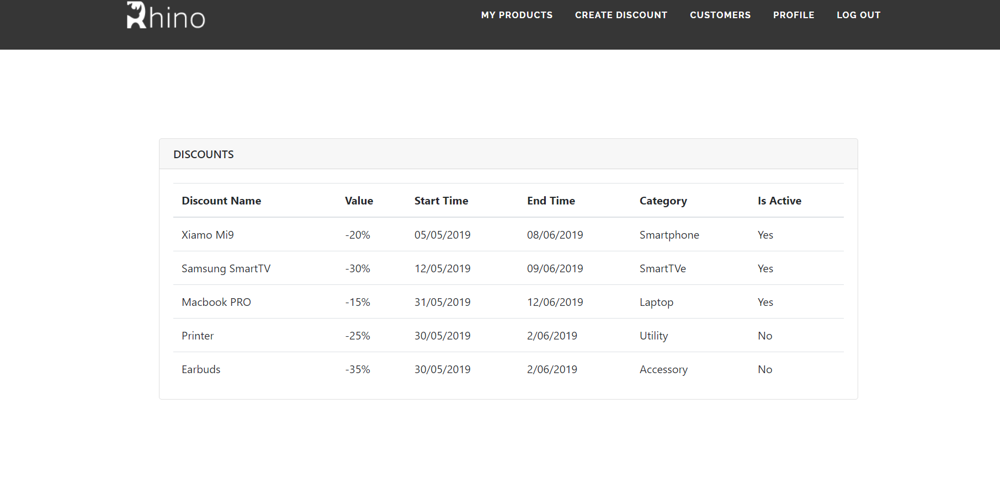 Rhino MY PRODUCTS CREATE DISCOUNT CUSTOMERS PROFILE LOG OUT
DISCOUNTS
Discount Name Value Start Time End Time Category Is Active
Xiamo Mi9 -20% 05/05/2019 08/06/2019 Smartphone Yes
Samsung SmartTV -30% 12/05/2019 09/06/2019 SmartTVe Yes
Macbook PRO -15% 31/05/2019 12/06/2019 Laptop Yes
Printer -25% 30/05/2019 2/06/2019 Utility No
Earbuds -35% 30/05/2019 2/06/2019 Accessory No